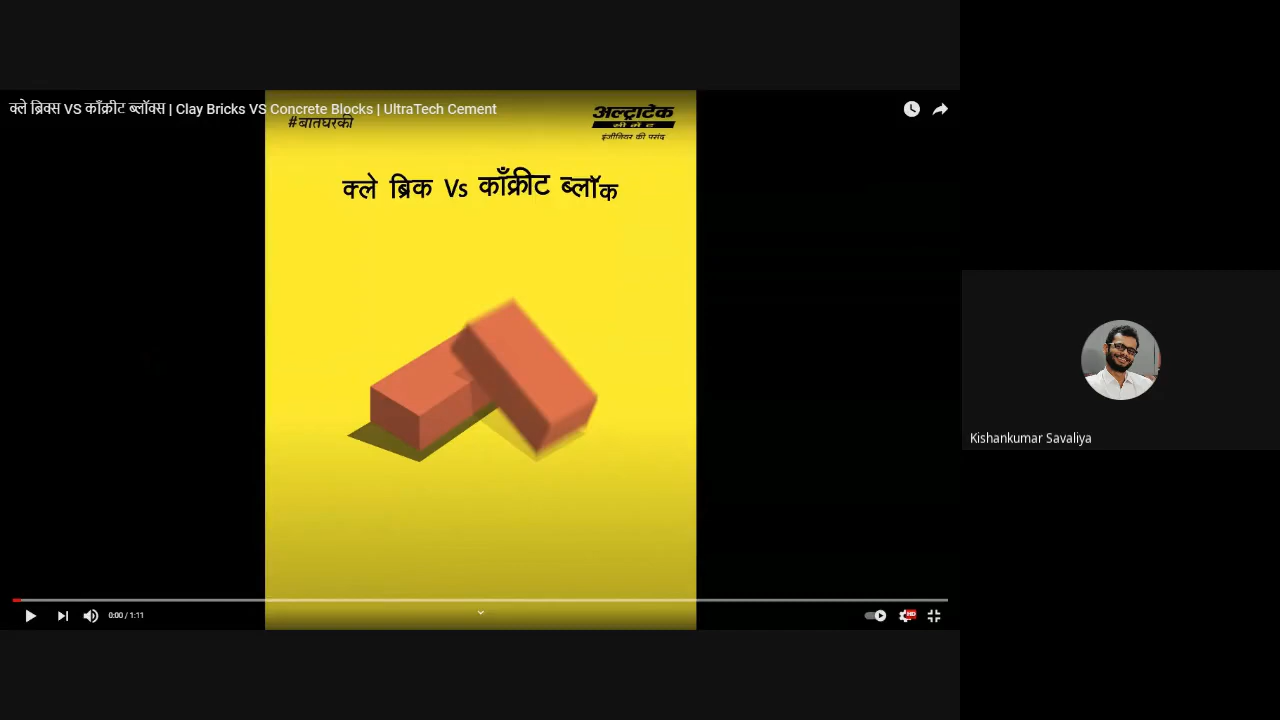 क्ले ब्रिक्स VS काँक्रीट ब्लॉक्स | Clay Bricks VS Concrete Blocks | UltraTech Cement
#बातघरकी
अल्ट्राटेक
सीमेंट
इंजीनियर की पसंद
क्ले ब्रिक Vs काँक्रीट ब्लॉक
Kishankumar Savaliya
0:00 / 1:11
HD